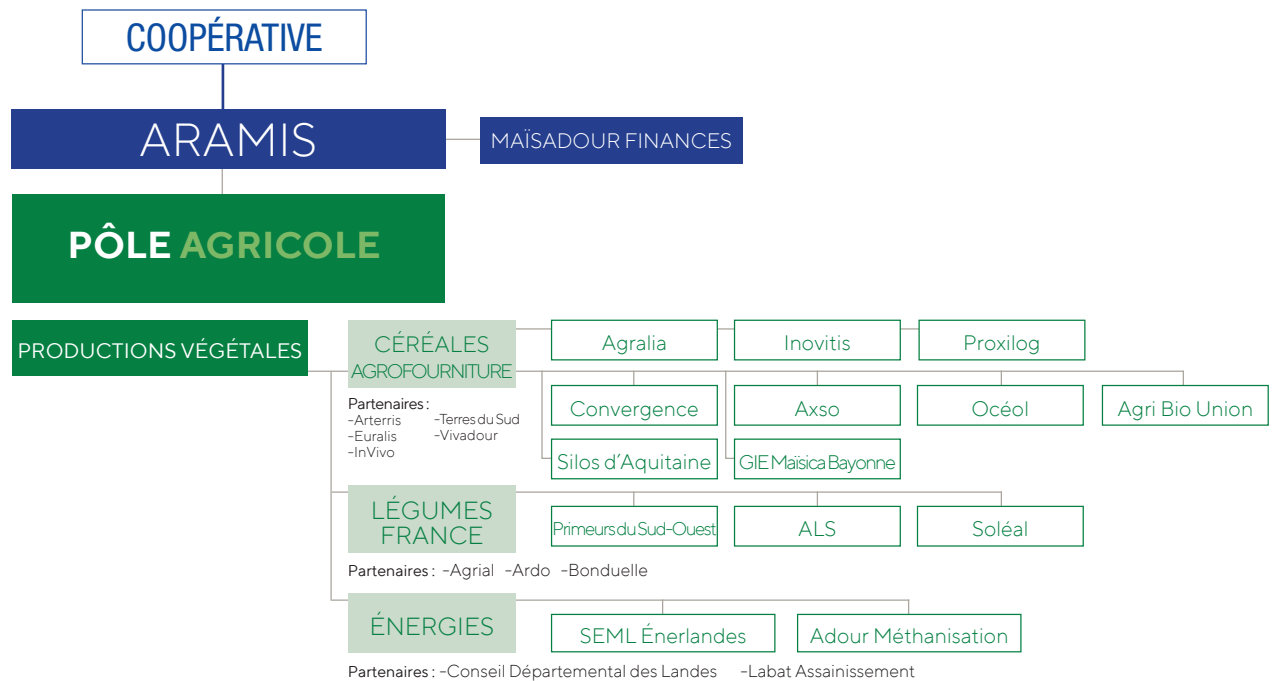 COOPÉRATIVE
ARAMIS
MAÏSADOUR FINANCES
PÔLE AGRICOLE
PRODUCTIONS VÉGÉTALES
CÉRÉALES
AGROFOURNITURE
Agralia
Inovitis
Proxilog
Partenaires :
-Arterris
-Euralis
-InVivo
-Terres du Sud
-Vivadour
Convergence
Axso
Océol
Agri Bio Union
Silos d'Aquitaine
GIE Maïsica Bayonne
LÉGUMES
FRANCE
Primeurs du Sud-Ouest
ALS
Soléal
Partenaires : -Agrial -Ardo -Bonduelle
ÉNERGIES
SEML Énerlandes
Adour Méthanisation
Partenaires : -Conseil Départemental des Landes -Labat Assainissement